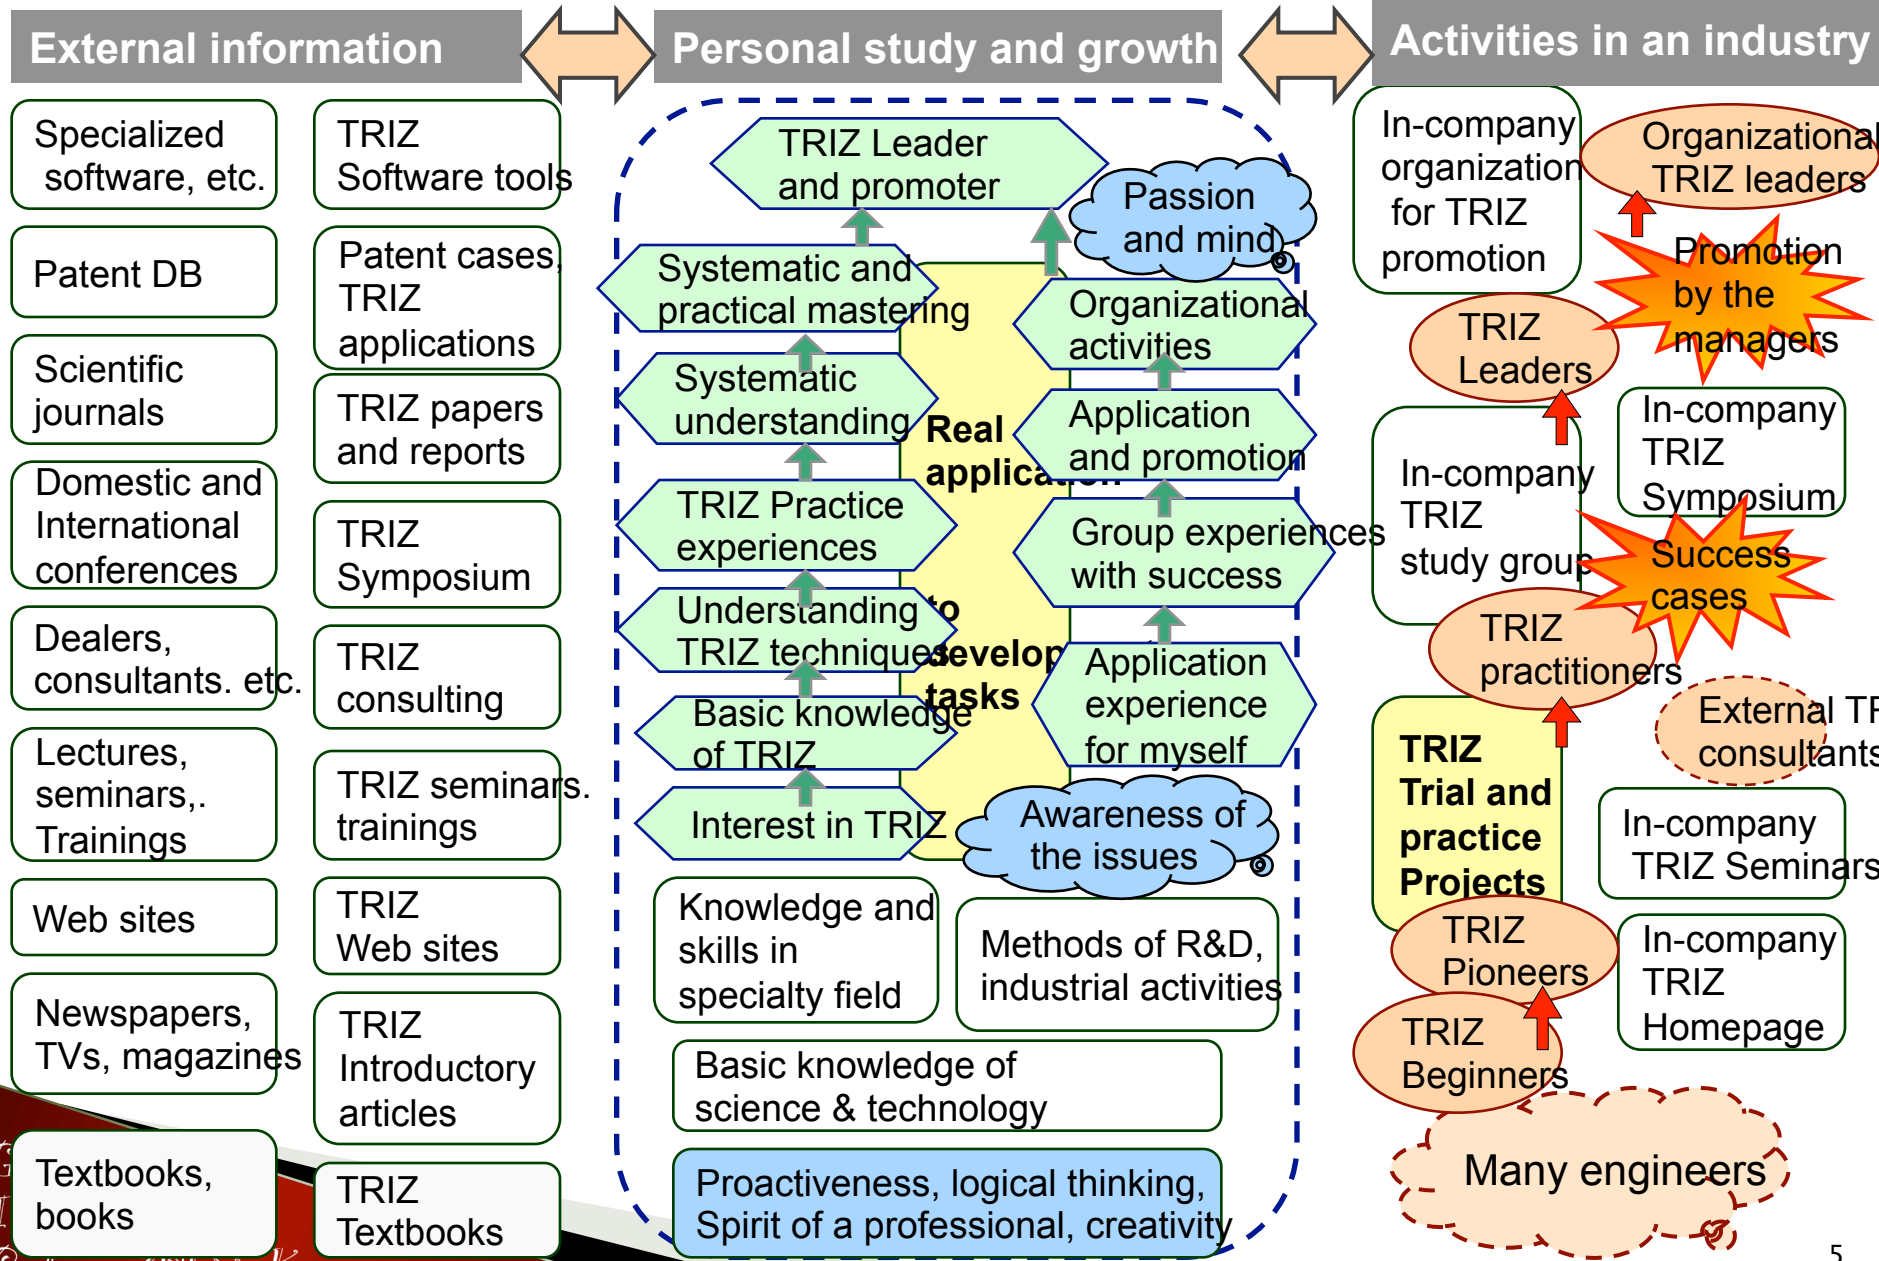 External information
Personal study and growth
Activities in an industry
Specialized
software, etc.
Patent DB
Scientific
journals
Domestic and
International
conferences
Dealers,
consultants. etc.
Lectures,
seminars,.
Trainings
Web sites
Newspapers,
TVs, magazines
Textbooks,
books
TRIZ
Software tools
Patent cases,
TRIZ
applications
TRIZ papers
and reports
TRIZ
Symposium
TRIZ
consulting
TRIZ seminars.
trainings
TRIZ
Web sites
TRIZ
Introductory
articles
TRIZ
Textbooks
TRIZ Leader
and promoter
Passion
and mind
Systematic and
practical mastering
Systematic
understanding
TRIZ Practice
experiences
Understanding
TRIZ techniques
Basic knowledge
of TRIZ
Interest in TRIZ
Real
application
to
develop
tasks
Organizational
activities
Application
and promotion
Group experiences
with success
Application
experience
for myself
Awareness of
the issues
Knowledge and
skills in
specialty field
Methods of R&D,
industrial activities
Basic knowledge of
science & technology
Proactiveness, logical thinking,
Spirit of a professional, creativity
In-company
organization
for TRIZ
promotion
Organizational
TRIZ leaders
Promotion
by the
managers
TRIZ
Leaders
In-company
TRIZ
Symposium
In-company
TRIZ
study group
Success
cases
TRIZ
practitioners
External TR
consultants
TRIZ
Trial and
practice
Projects
In-company
TRIZ Seminars
TRIZ
Pioneers
In-company
TRIZ
Homepage
TRIZ
Beginners
Many engineers
5